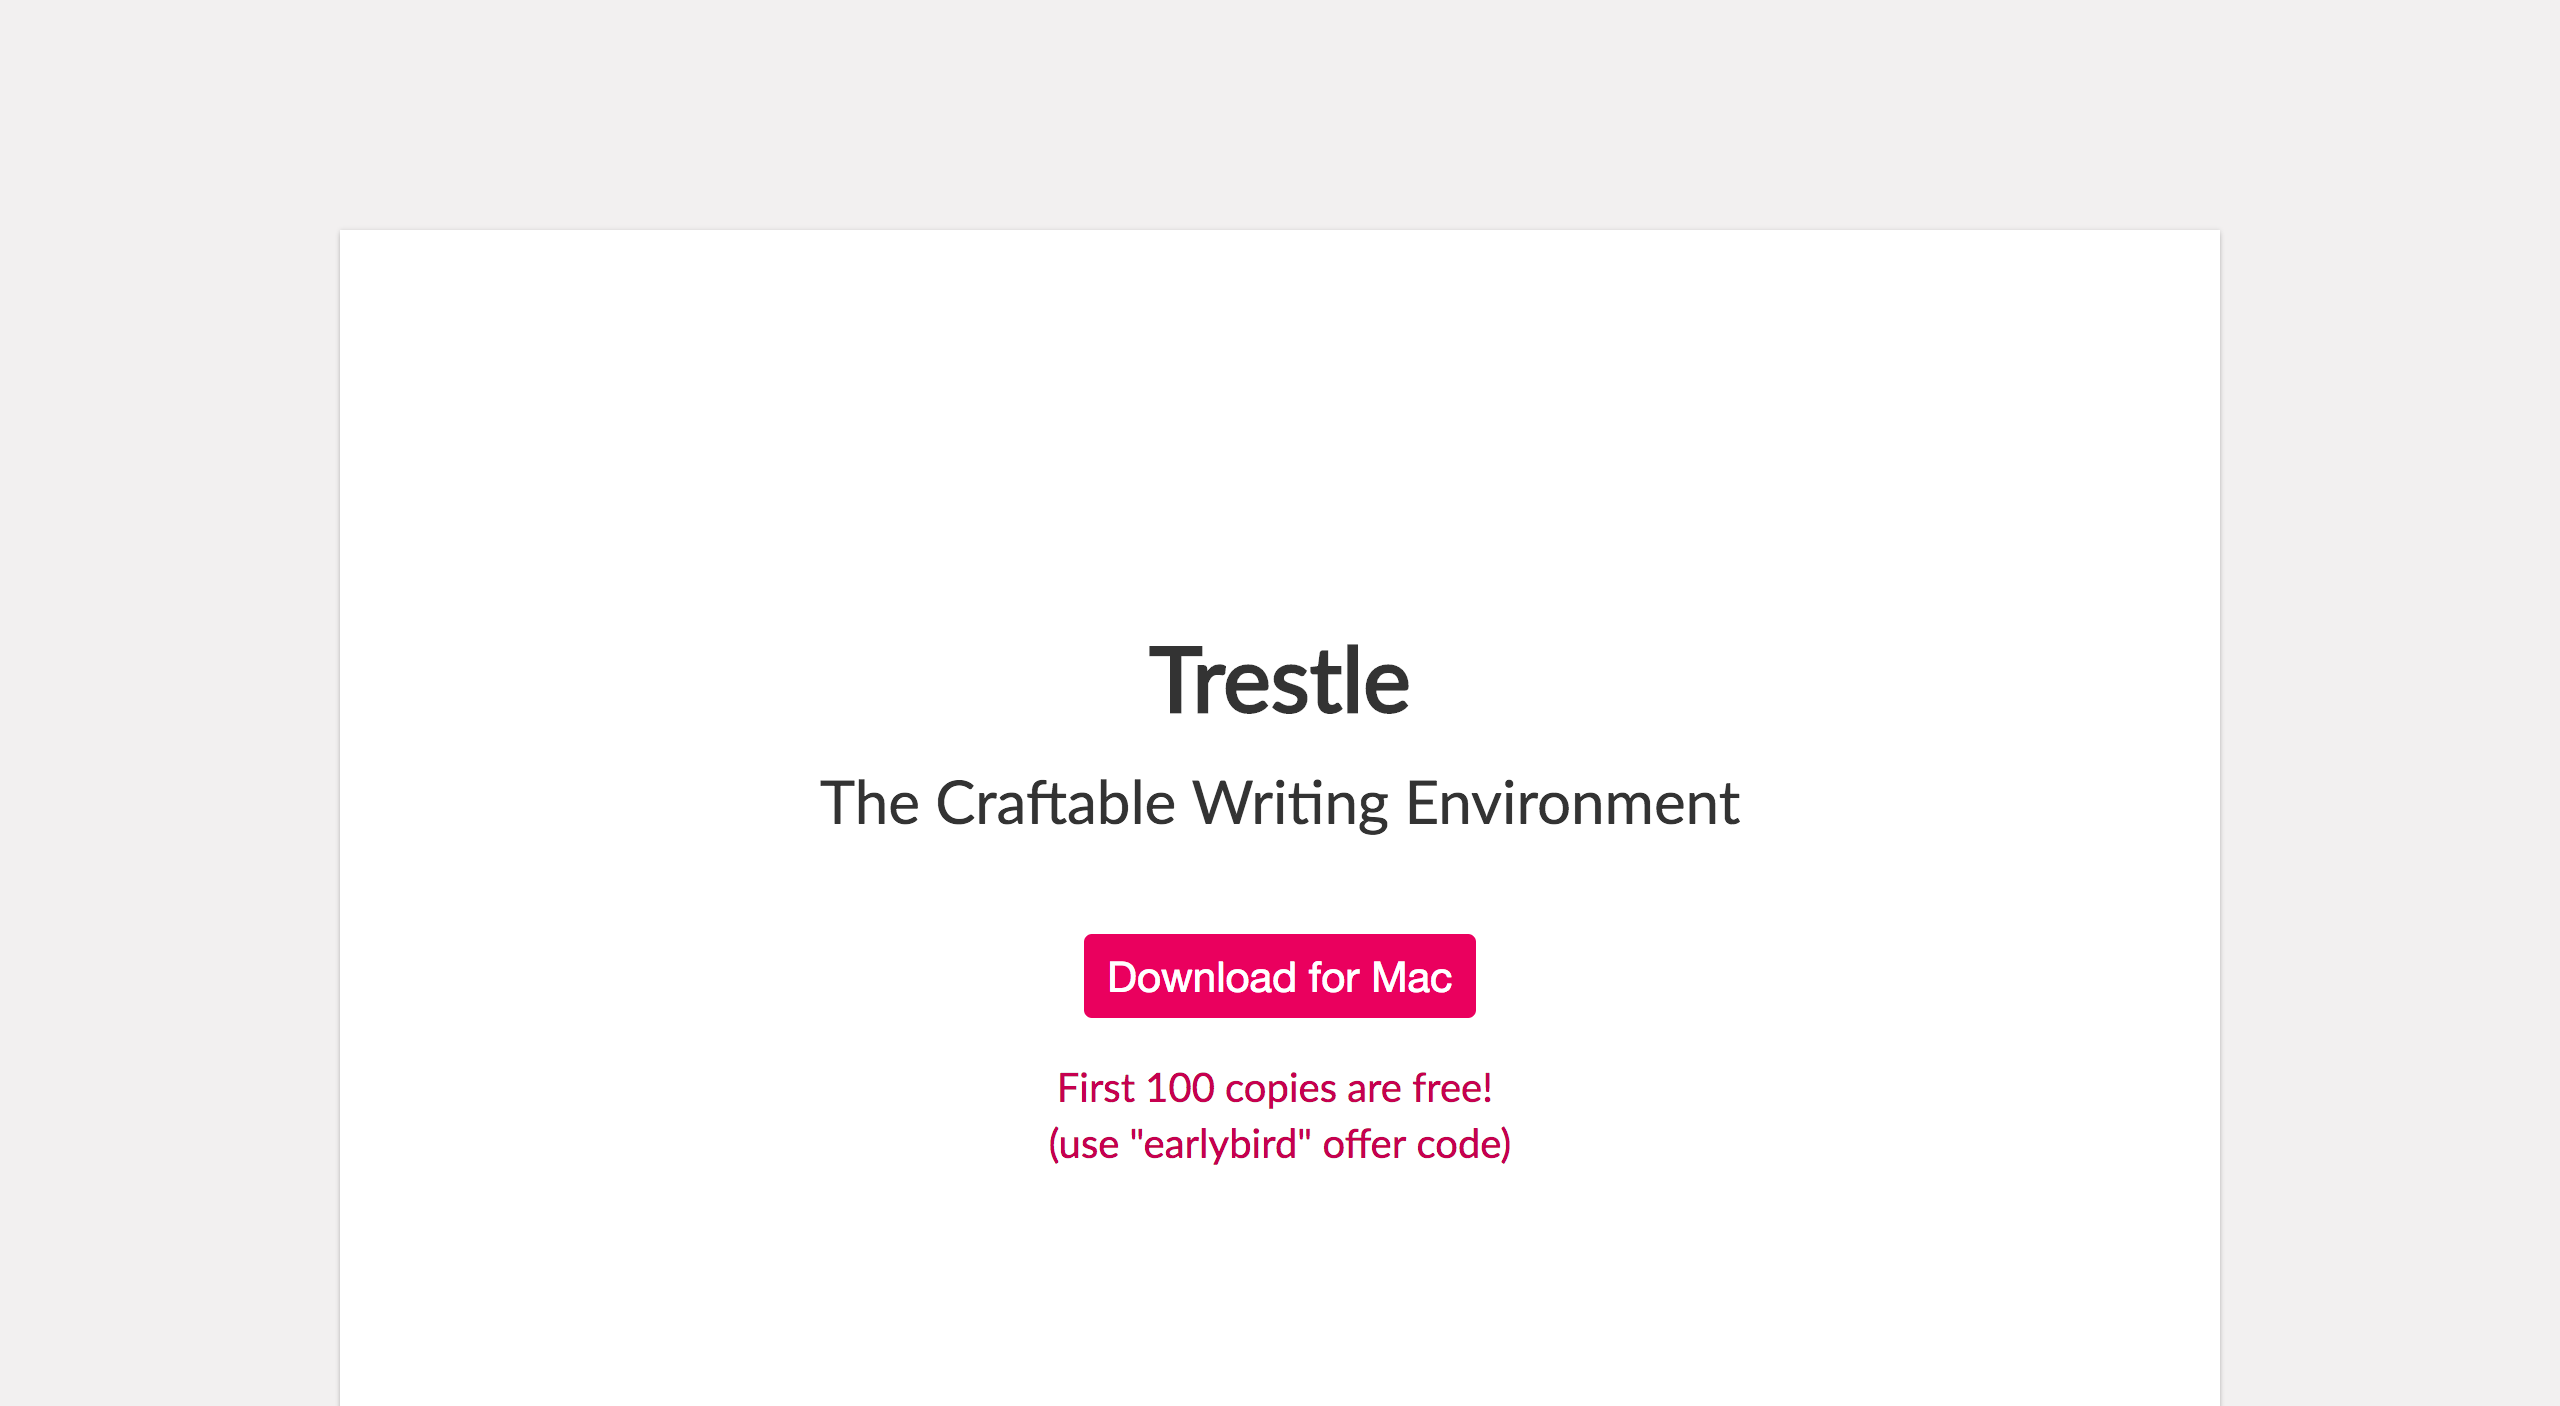 Trestle
The Craftable Writing Environment
Download for Mac
First 100 copies are free!
(use "earlybird" offer code)